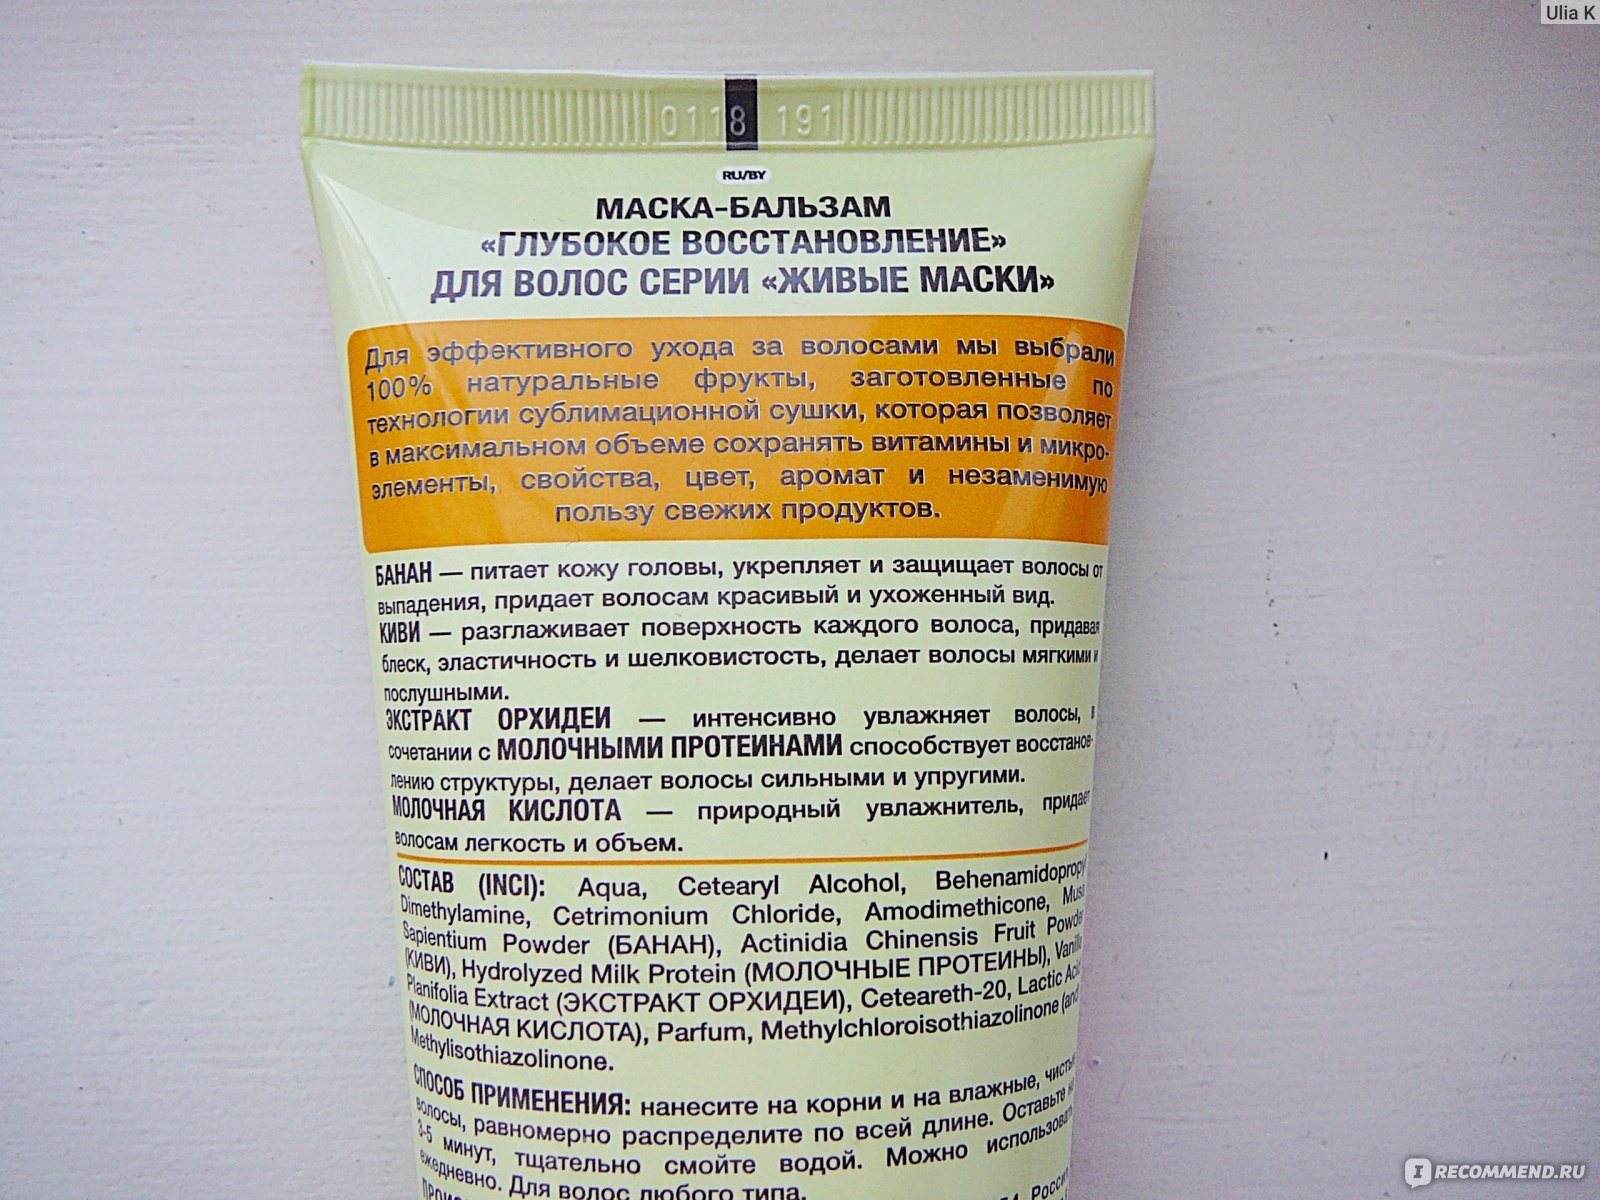 Ulia K
0118 191
RU/BY
МАСКА-БАЛЬЗАМ
«ГЛУБОКОЕ ВОССТАНОВЛЕНИЕ»
ДЛЯ ВОЛОС СЕРИИ «ЖИВЫЕ МАСКИ»
Для эффективного ухода за волосами мы выбрали
100% натуральные фрукты, заготовленные по
технологии сублимационной сушки, которая позволяет
в максимальном объеме сохранять витамины и микро-
элементы, свойства, цвет, аромат и незаменимую
пользу свежих продуктов.
БАНАН — питает кожу головы, укрепляет и защищает волосы от
выпадения, придает волосам красивый и ухоженный вид.
КИВИ — разглаживает поверхность каждого волоса, придавая
блеск, эластичность и шелковистость, делает волосы мягкими и
послушными.
ЭКСТРАКТ ОРХИДЕИ — интенсивно увлажняет волосы, в
сочетании с МОЛОЧНЫМИ ПРОТЕИНАМИ способствует восстанов-
лению структуры, делает волосы сильными и упругими.
МОЛОЧНАЯ КИСЛОТА — природный увлажнитель, придает
волосам легкость и объем.
СОСТАВ (INCI): Aqua, Cetearyl Alcohol, Behenamidopropyl
Dimethylamine, Cetrimonium Chloride, Amodimethicone, Musa
Sapientium Powder (БАНАН), Actinidia Chinensis Fruit Powder
(КИВИ), Hydrolyzed Milk Protein (МОЛОЧНЫЕ ПРОТЕИНЫ), Vanilla
Planifolia Extract (ЭКСТРАКТ ОРХИДЕИ), Ceteareth-20, Lactic Acid
(МОЛОЧНАЯ КИСЛОТА), Parfum, Methylchloroisothiazolinone (and)
Methylisothiazolinone.
СПОСОБ ПРИМЕНЕНИЯ: нанесите на корни и на влажные, чистые
волосы, равномерно распределите по всей длине. Оставьте на
3-5 минут, тщательно смойте водой. Можно использовать
ежедневно. Для волос любого типа.
IRECOMMEND.RU